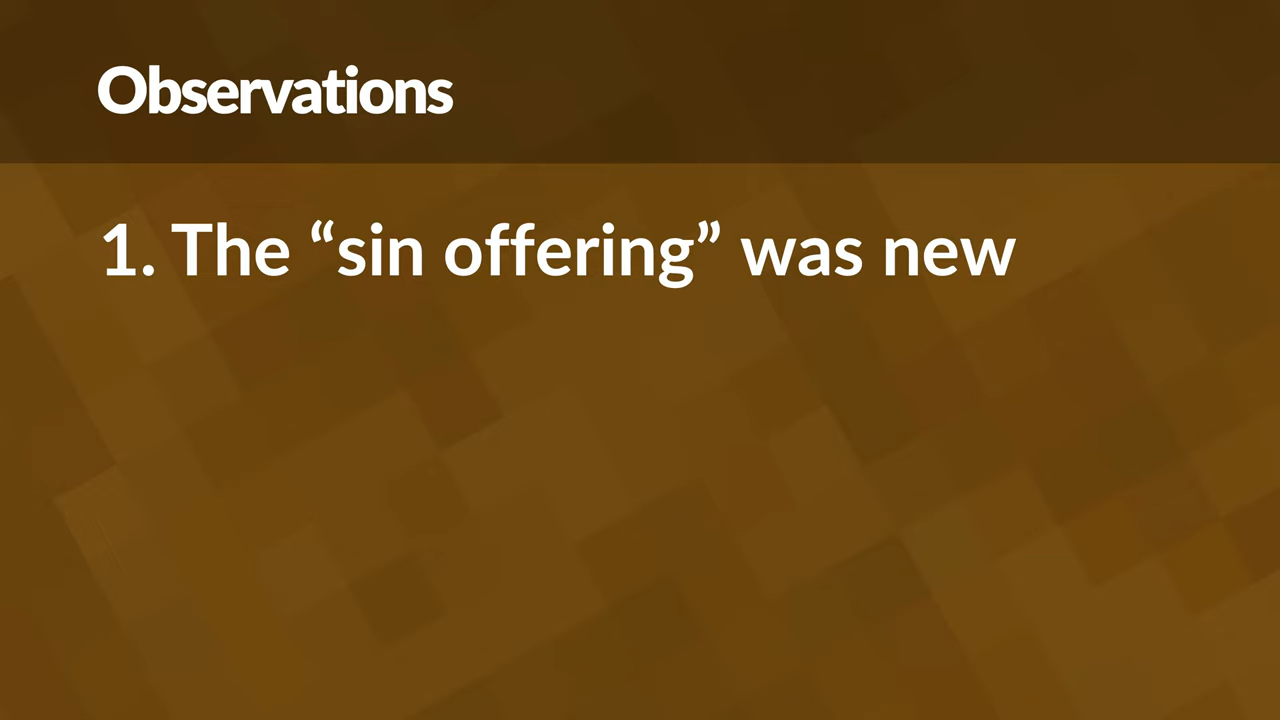 Observations
1. The “sin offering” was new